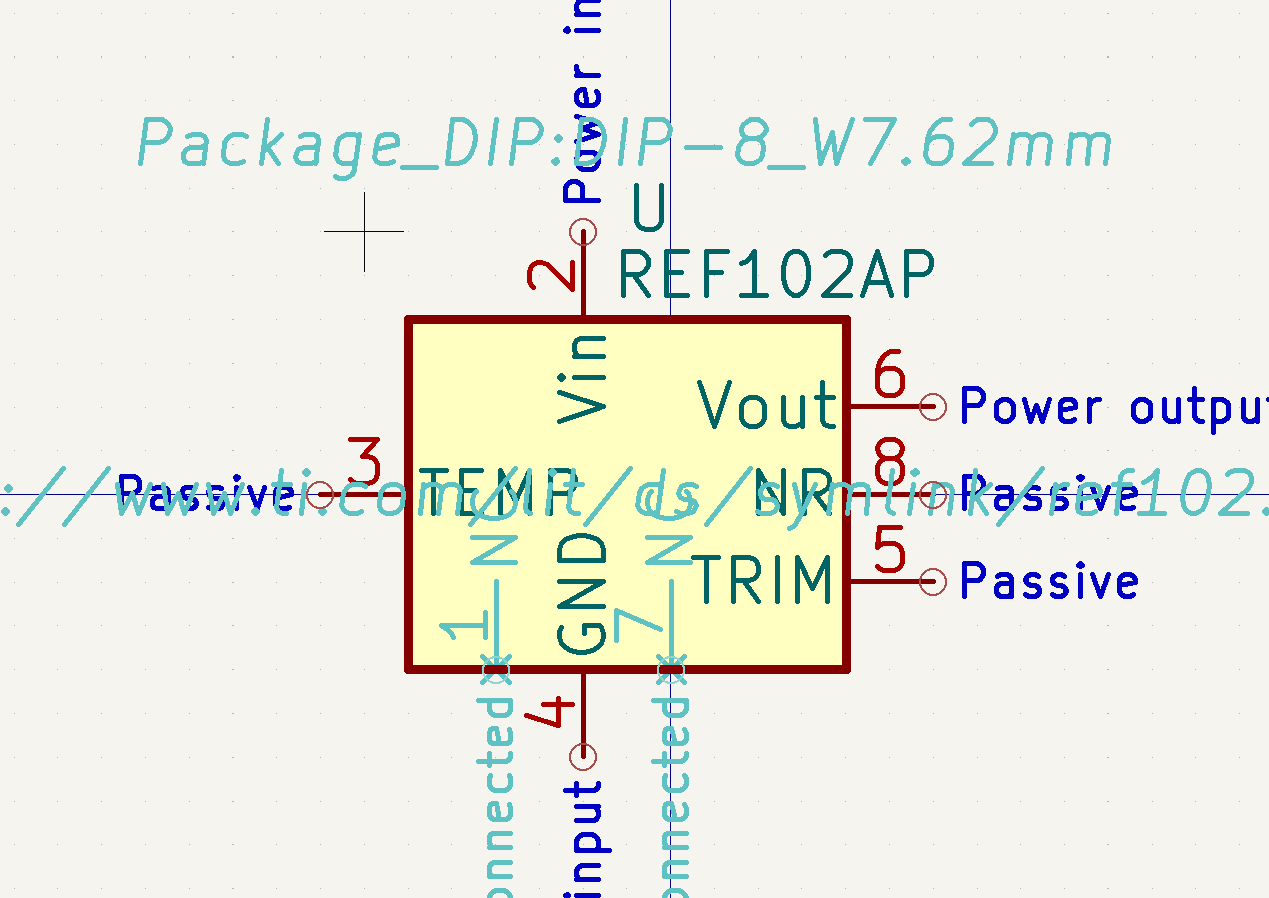 Power in
Package_DIP:DIP-8_W7.62mm
U
2
REF102AP
Vin
6
Vout
Power output
3
8
Passive
TEMP
NR
Passive
://www.ti.com/lit/ds/symlink/ref102.
NC
NC
5
GND
TRIM
Passive
1
7
4
onnected
input
onnected